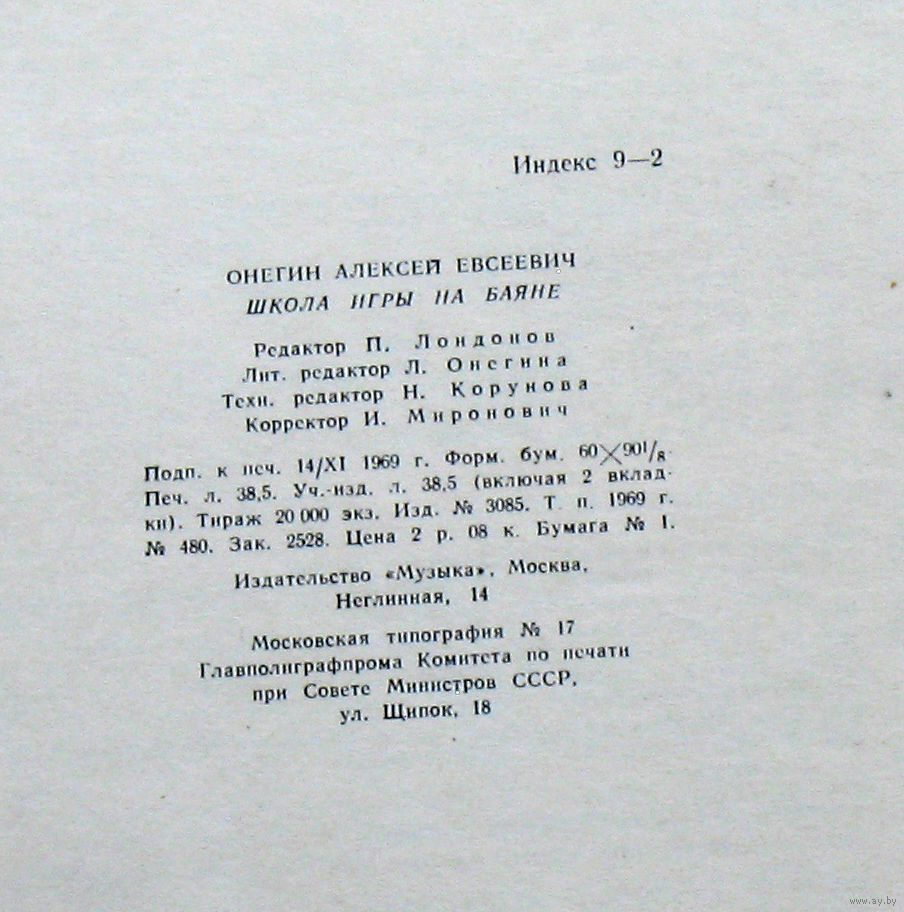 Индекс 9—2
ОНЕГИН АЛЕКСЕЙ ЕВСЕЕВИЧ
ШКОЛА ИГРЫ НА БАЯНЕ
Редактор П. Лондонов
Лит. редактор Л. Онегина
Техн. редактор Н. Корунова
Корректор И. Миронович
Подп. к печ. 14/XI 1969 г. Форм. бум. 60×90¹/₈.
Печ. л. 38,5. Уч.-изд. л. 38,5 (включая 2 вклад-
ки). Тираж 20 000 экз. Изд. № 3085. Т. п. 1969 г.
№ 480. Зак. 2528. Цена 2 р. 08 к. Бумага № 1.
Издательство «Музыка», Москва,
Неглинная, 14
Московская типография № 17
Главполиграфпрома Комитета по печати
при Совете Министров СССР,
ул. Щипок, 18
www.ay.by